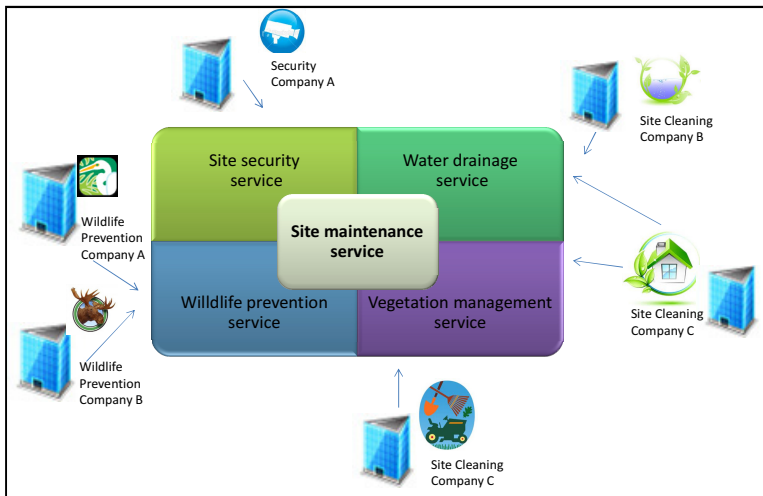 Security
Company A
Site Cleaning
Company B
Site security
service
Water drainage
service
Wildlife
Prevention
Company A
Site maintenance
service
Willdlife prevention
service
Vegetation management
service
Site Cleaning
Company C
Wildlife
Prevention
Company B
Site Cleaning
Company C